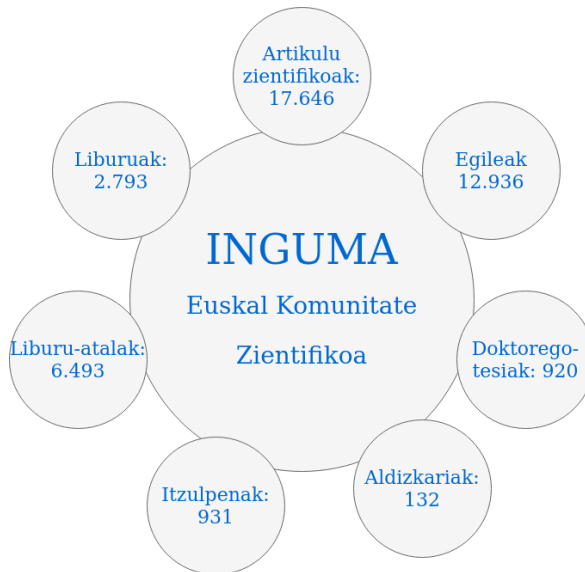 Artikulu
zientifikoak:
17.646
Liburuak:
2.793
Egileak
12.936
INGUMA
Euskal Komunitate
Zientifikoa
Liburu-atalak:
6.493
Doktorego-
tesiak: 920
Itzulpenak:
931
Aldizkariak:
132